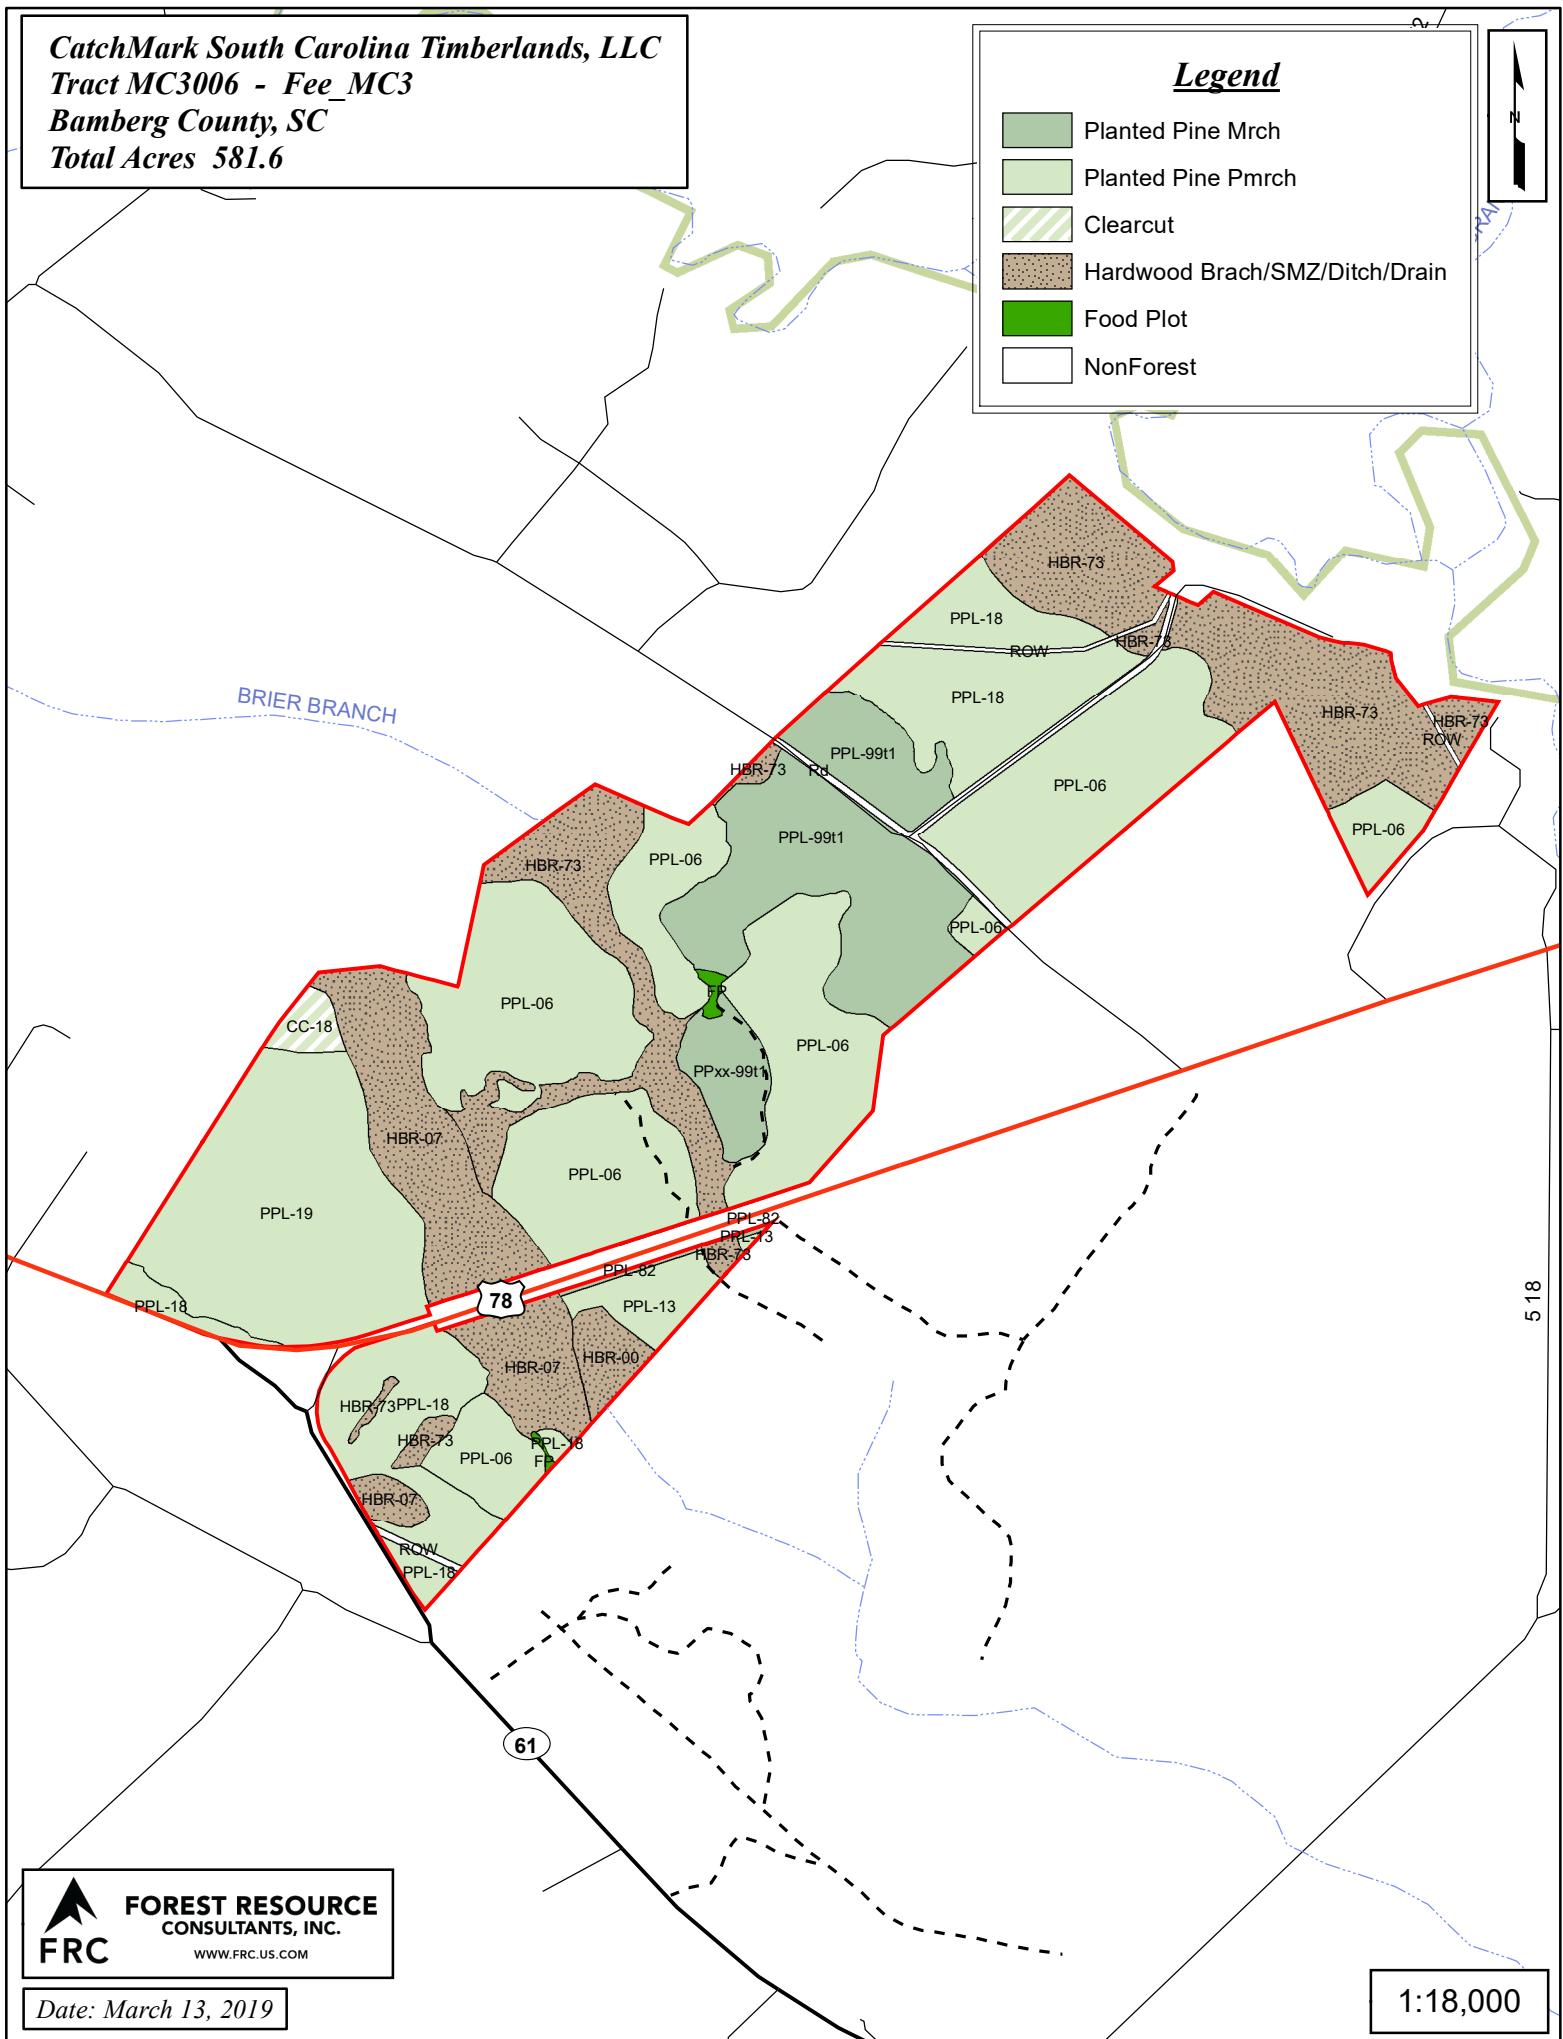 CatchMark South Carolina Timberlands, LLC
Tract MC3006 - Fee_MC3
Bamberg County, SC
Total Acres 581.6
Legend
Planted Pine Mrch
Planted Pine Pmrch
Clearcut
Hardwood Brach/SMZ/Ditch/Drain
Food Plot
NonForest
N
HBR-73
PPL-18
ROW
HBR-73
PPL-18
BRIER BRANCH
HBR-73
HBR-73
ROW
PPL-99t1
HBR-73
Rd
PPL-06
PPL-99t1
PPL-06
PPL-06
HBR-73
PPL-06
FP
PPL-06
CC-18
PPL-06
PPxx-99t1
HBR-07
PPL-06
PPL-19
PPL-82
PPL-13
HBR-73
PPL-82
78
PPL-18
PPL-13
518
HBR-07
HBR-00
HBR-73
PPL-18
HBR-73
PPL-18
PPL-06
FP
HBR-07
ROW
PPL-18
61
FRC
FOREST RESOURCE
CONSULTANTS, INC.
WWW.FRC.US.COM
Date: March 13, 2019
1:18,000